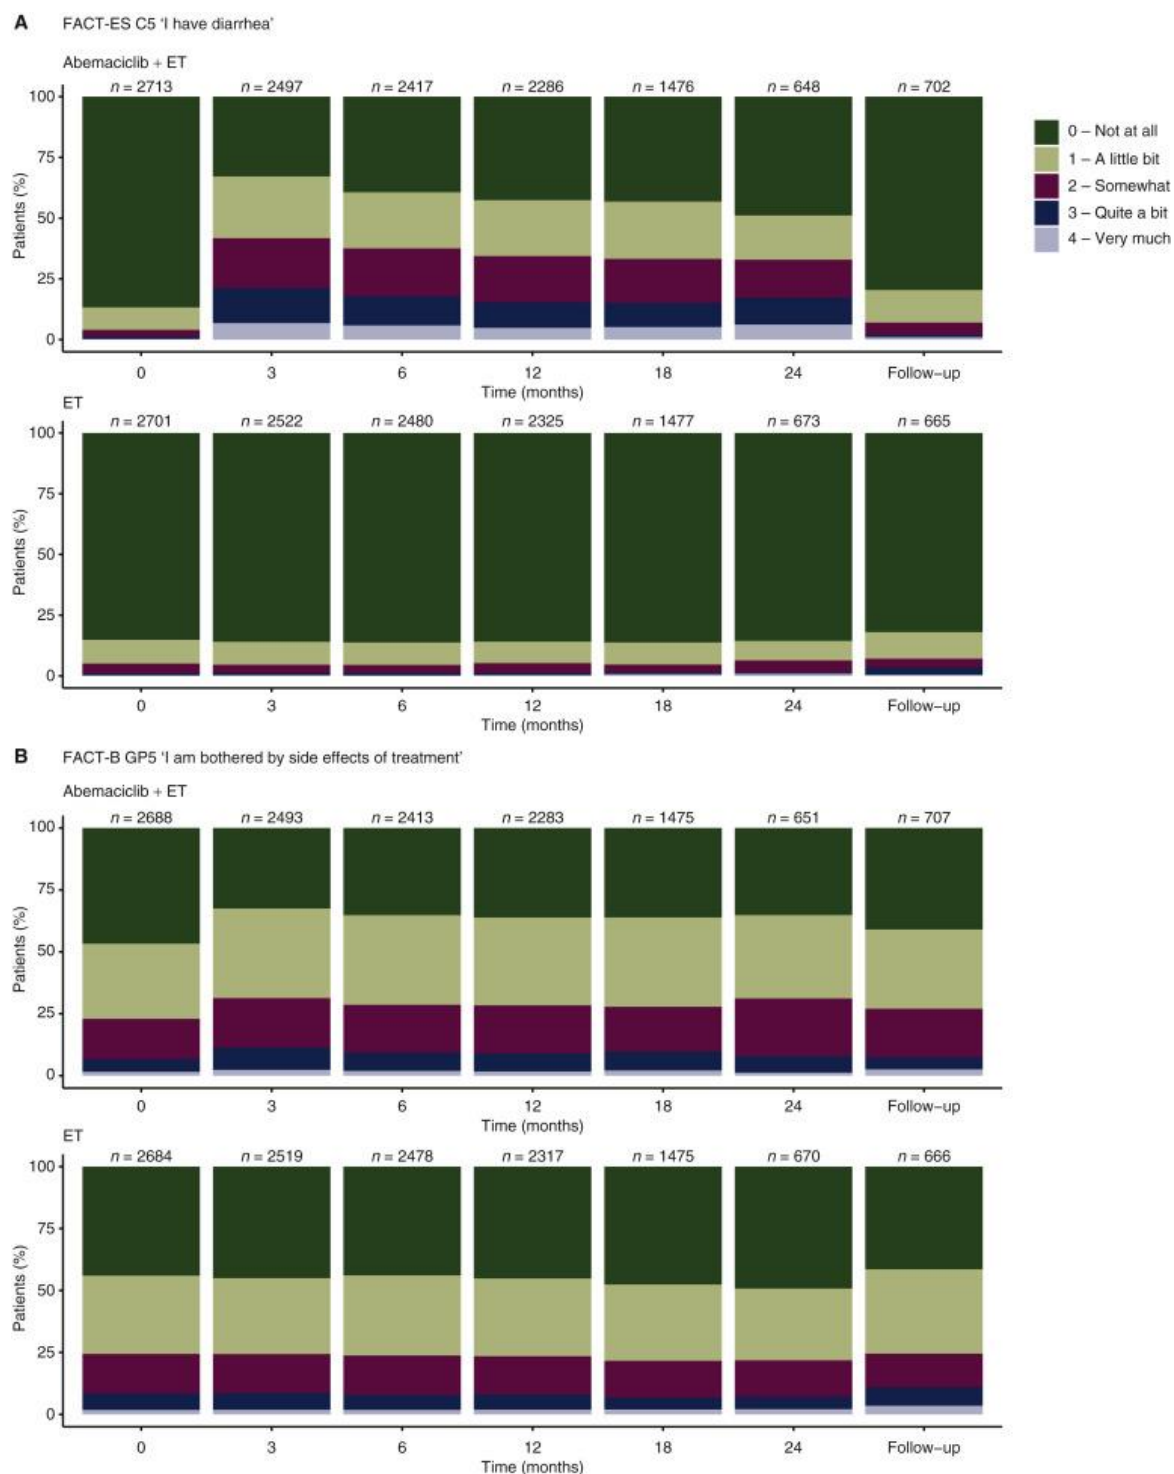 A FACT-ES C5 'I have diarrhea'
Abemaciclib + ET
n = 2713 n = 2497 n = 2417 n = 2286 n = 1476 n = 648 n = 702
100
75
50
25
0
Patients (%)
0 – Not at all
1 – A little bit
2 – Somewhat
3 – Quite a bit
4 – Very much
0 3 6 12 18 24 Follow–up
Time (months)
ET
n = 2701 n = 2522 n = 2480 n = 2325 n = 1477 n = 673 n = 665
100
75
50
25
0
Patients (%)
0 3 6 12 18 24 Follow–up
Time (months)
B FACT-B GP5 'I am bothered by side effects of treatment'
Abemaciclib + ET
n = 2688 n = 2493 n = 2413 n = 2283 n = 1475 n = 651 n = 707
100
75
50
25
0
Patients (%)
0 3 6 12 18 24 Follow–up
Time (months)
ET
n = 2684 n = 2519 n = 2478 n = 2317 n = 1475 n = 670 n = 666
100
75
50
25
0
Patients (%)
0 3 6 12 18 24 Follow–up
Time (months)